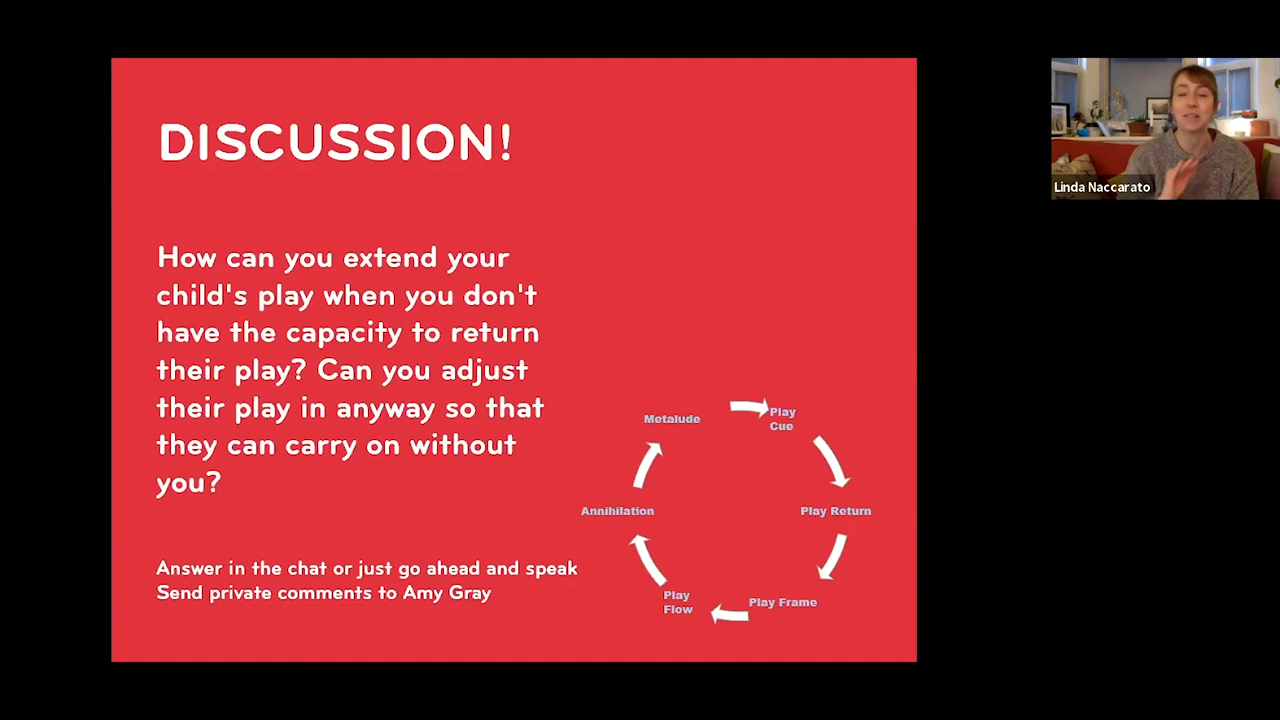 DISCUSSION!
How can you extend your
child's play when you don't
have the capacity to return
their play? Can you adjust
their play in anyway so that
they can carry on without
you?
Answer in the chat or just go ahead and speak
Send private comments to Amy Gray
Metalude
Play
Cue
Play Return
Play Frame
Play
Flow
Annihilation
Linda Naccarato